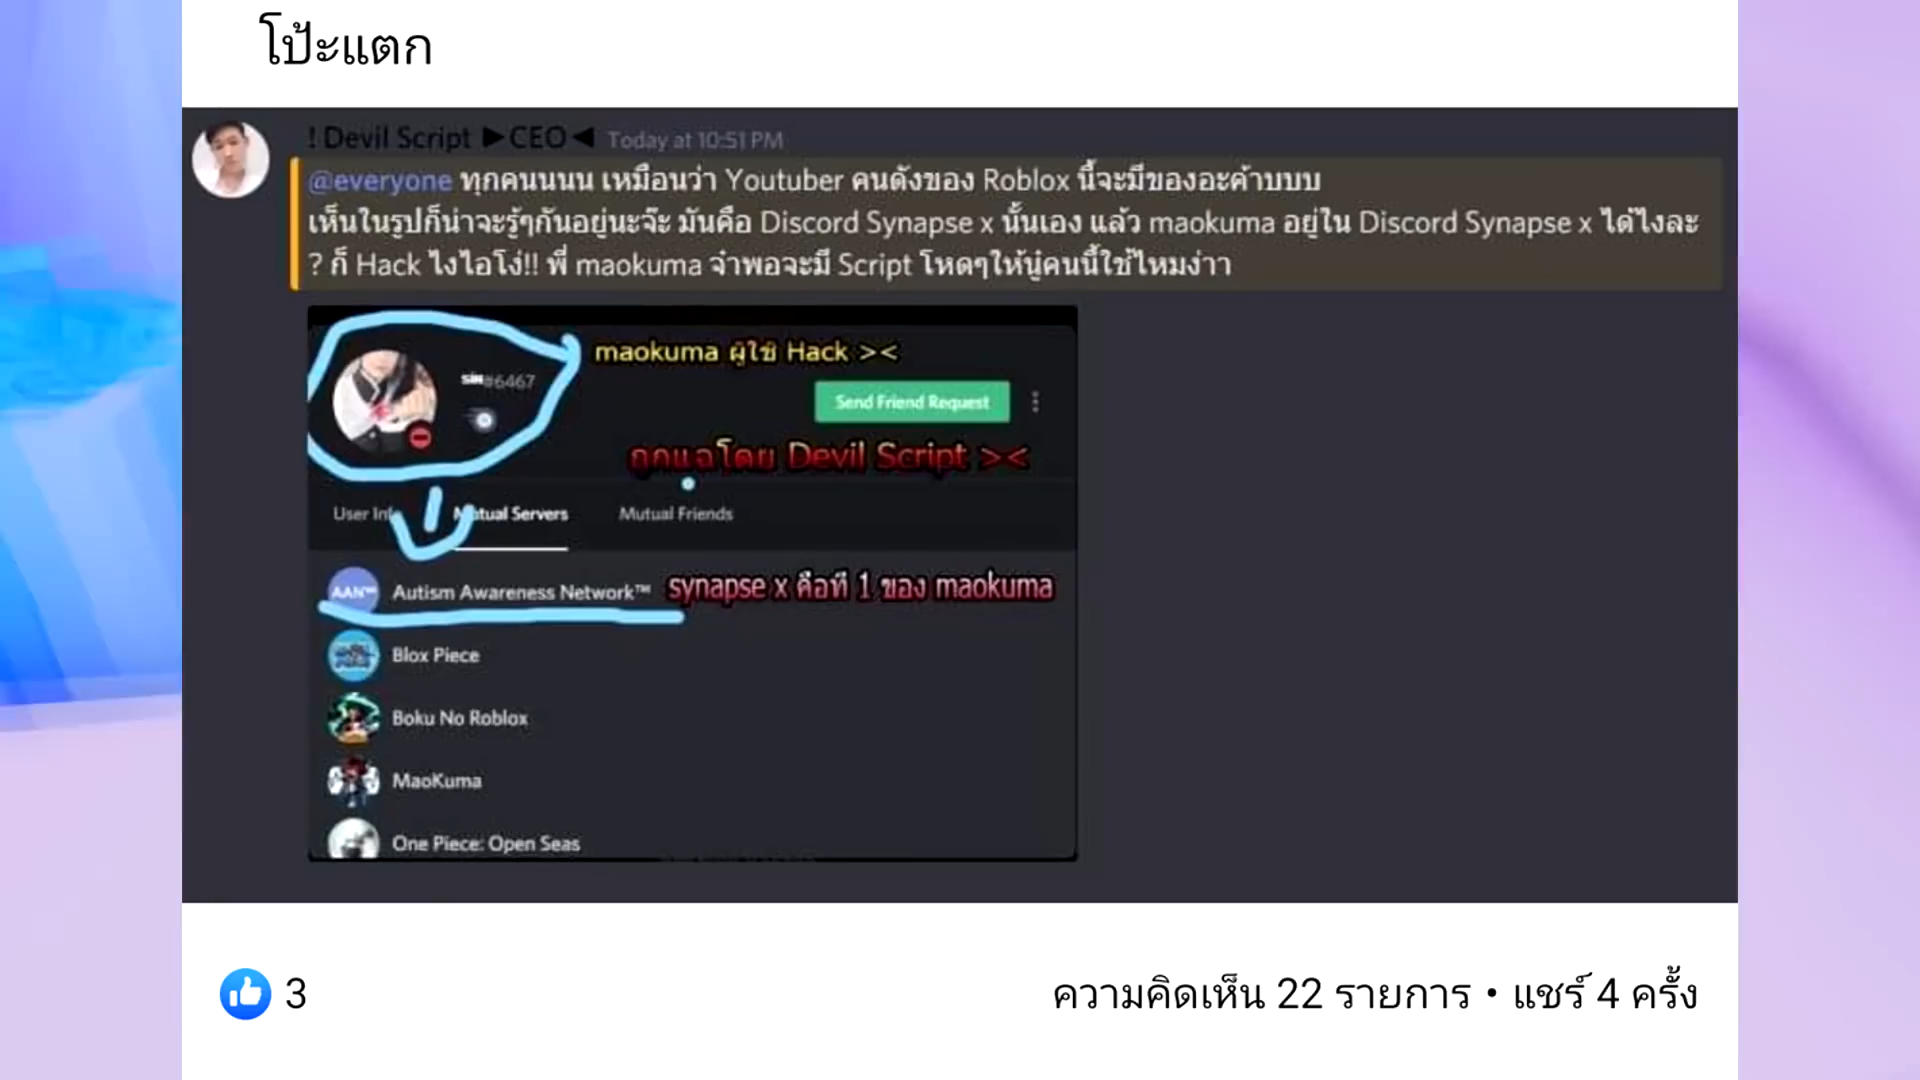 โป้ะแตก
! Devil Script ▶CEO◀ Today at 10:51 PM
@everyone ทุกคนนนน เหมือนว่า Youtuber คนดังของ Roblox นี้จะมีของอะค้าบบบ
เห็นในรูปก็น่าจะรู้ๆกันอยู่นะจ๊ะ มันคือ Discord Synapse x นั้นเอง แล้ว maokuma อยู่ใน Discord Synapse x ได้ไงละ
? ก็ Hack ไงไอโง่!! พี่ maokuma จ๋าพอจะมี Script โหดๆให้นู๋คนนี้ใช้ไหมง่าา
maokuma ผู้ใช้ Hack ><
#6467
Send Friend Request
ถูกแฉโดย Devil Script ><
User Info Mutual Servers Mutual Friends
AAN™ Autism Awareness Network™ synapse x คือที่ 1 ของ maokuma
Blox Piece
Boku No Roblox
MaoKuma
One Piece: Open Seas
3 ความคิดเห็น 22 รายการ • แชร์ 4 ครั้ง